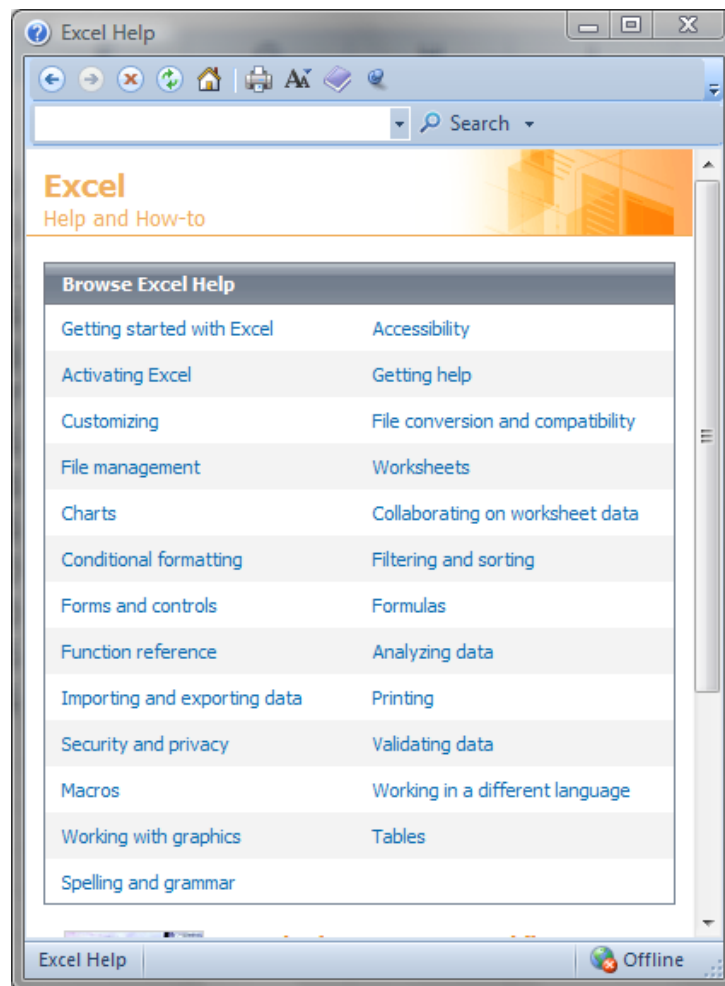 Excel Help
Search
Excel
Help and How-to
Browse Excel Help
Getting started with Excel Accessibility
Activating Excel Getting help
Customizing File conversion and compatibility
File management Worksheets
Charts Collaborating on worksheet data
Conditional formatting Filtering and sorting
Forms and controls Formulas
Function reference Analyzing data
Importing and exporting data Printing
Security and privacy Validating data
Macros Working in a different language
Working with graphics Tables
Spelling and grammar
Excel Help Offline